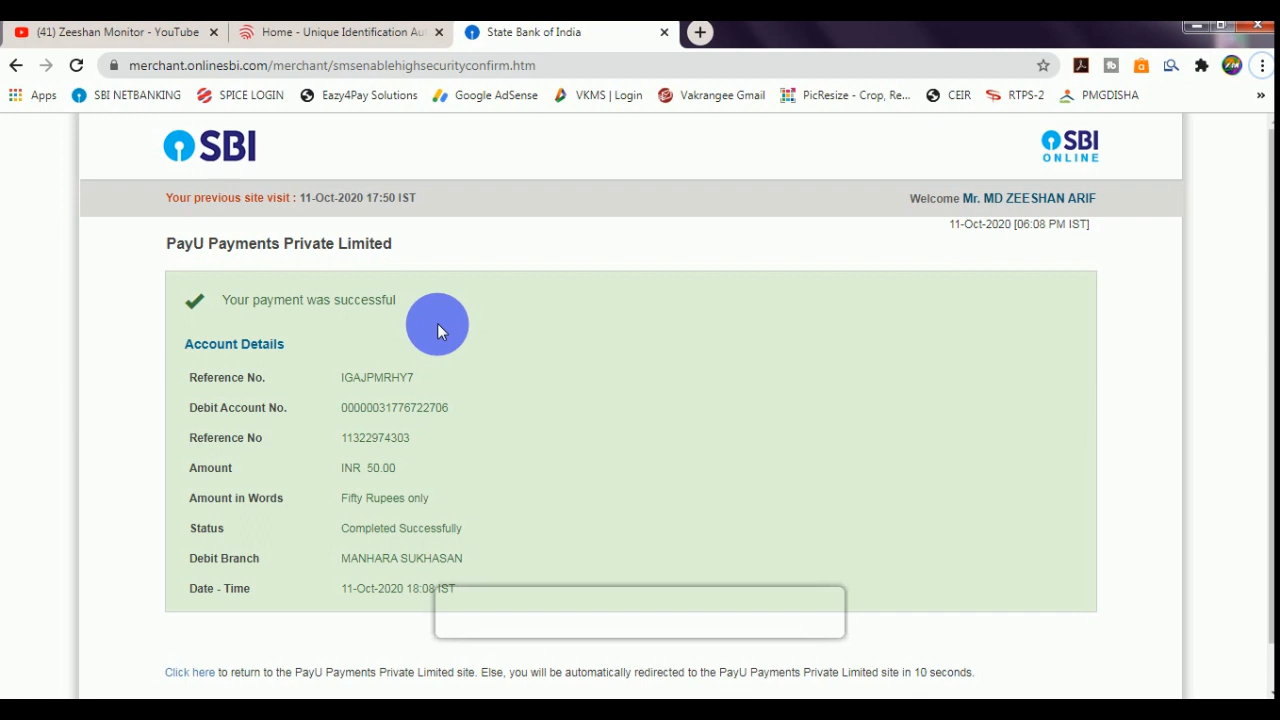 (41) Zeeshan Monitor - YouTube
Home - Unique Identification Au
State Bank of India
merchant.onlinesbi.com/merchant/smsenablehighsecurityconfirm.htm
Apps SBI NETBANKING SPICE LOGIN Eazy4Pay Solutions Google AdSense VKMS | Login Vakrangee Gmail PicResize - Crop, Re... CEIR RTPS-2 PMGDISHA »
SBI
SBI
ONLINE
Your previous site visit : 11-Oct-2020 17:50 IST
Welcome Mr. MD ZEESHAN ARIF
11-Oct-2020 [06:08 PM IST]
PayU Payments Private Limited
Your payment was successful
Account Details
Reference No. IGAJPMRHY7
Debit Account No. 00000031776722706
Reference No 11322974303
Amount INR 50.00
Amount in Words Fifty Rupees only
Status Completed Successfully
Debit Branch MANHARA SUKHASAN
Date - Time 11-Oct-2020 18:08 IST
Click here to return to the PayU Payments Private Limited site. Else, you will be automatically redirected to the PayU Payments Private Limited site in 10 seconds.